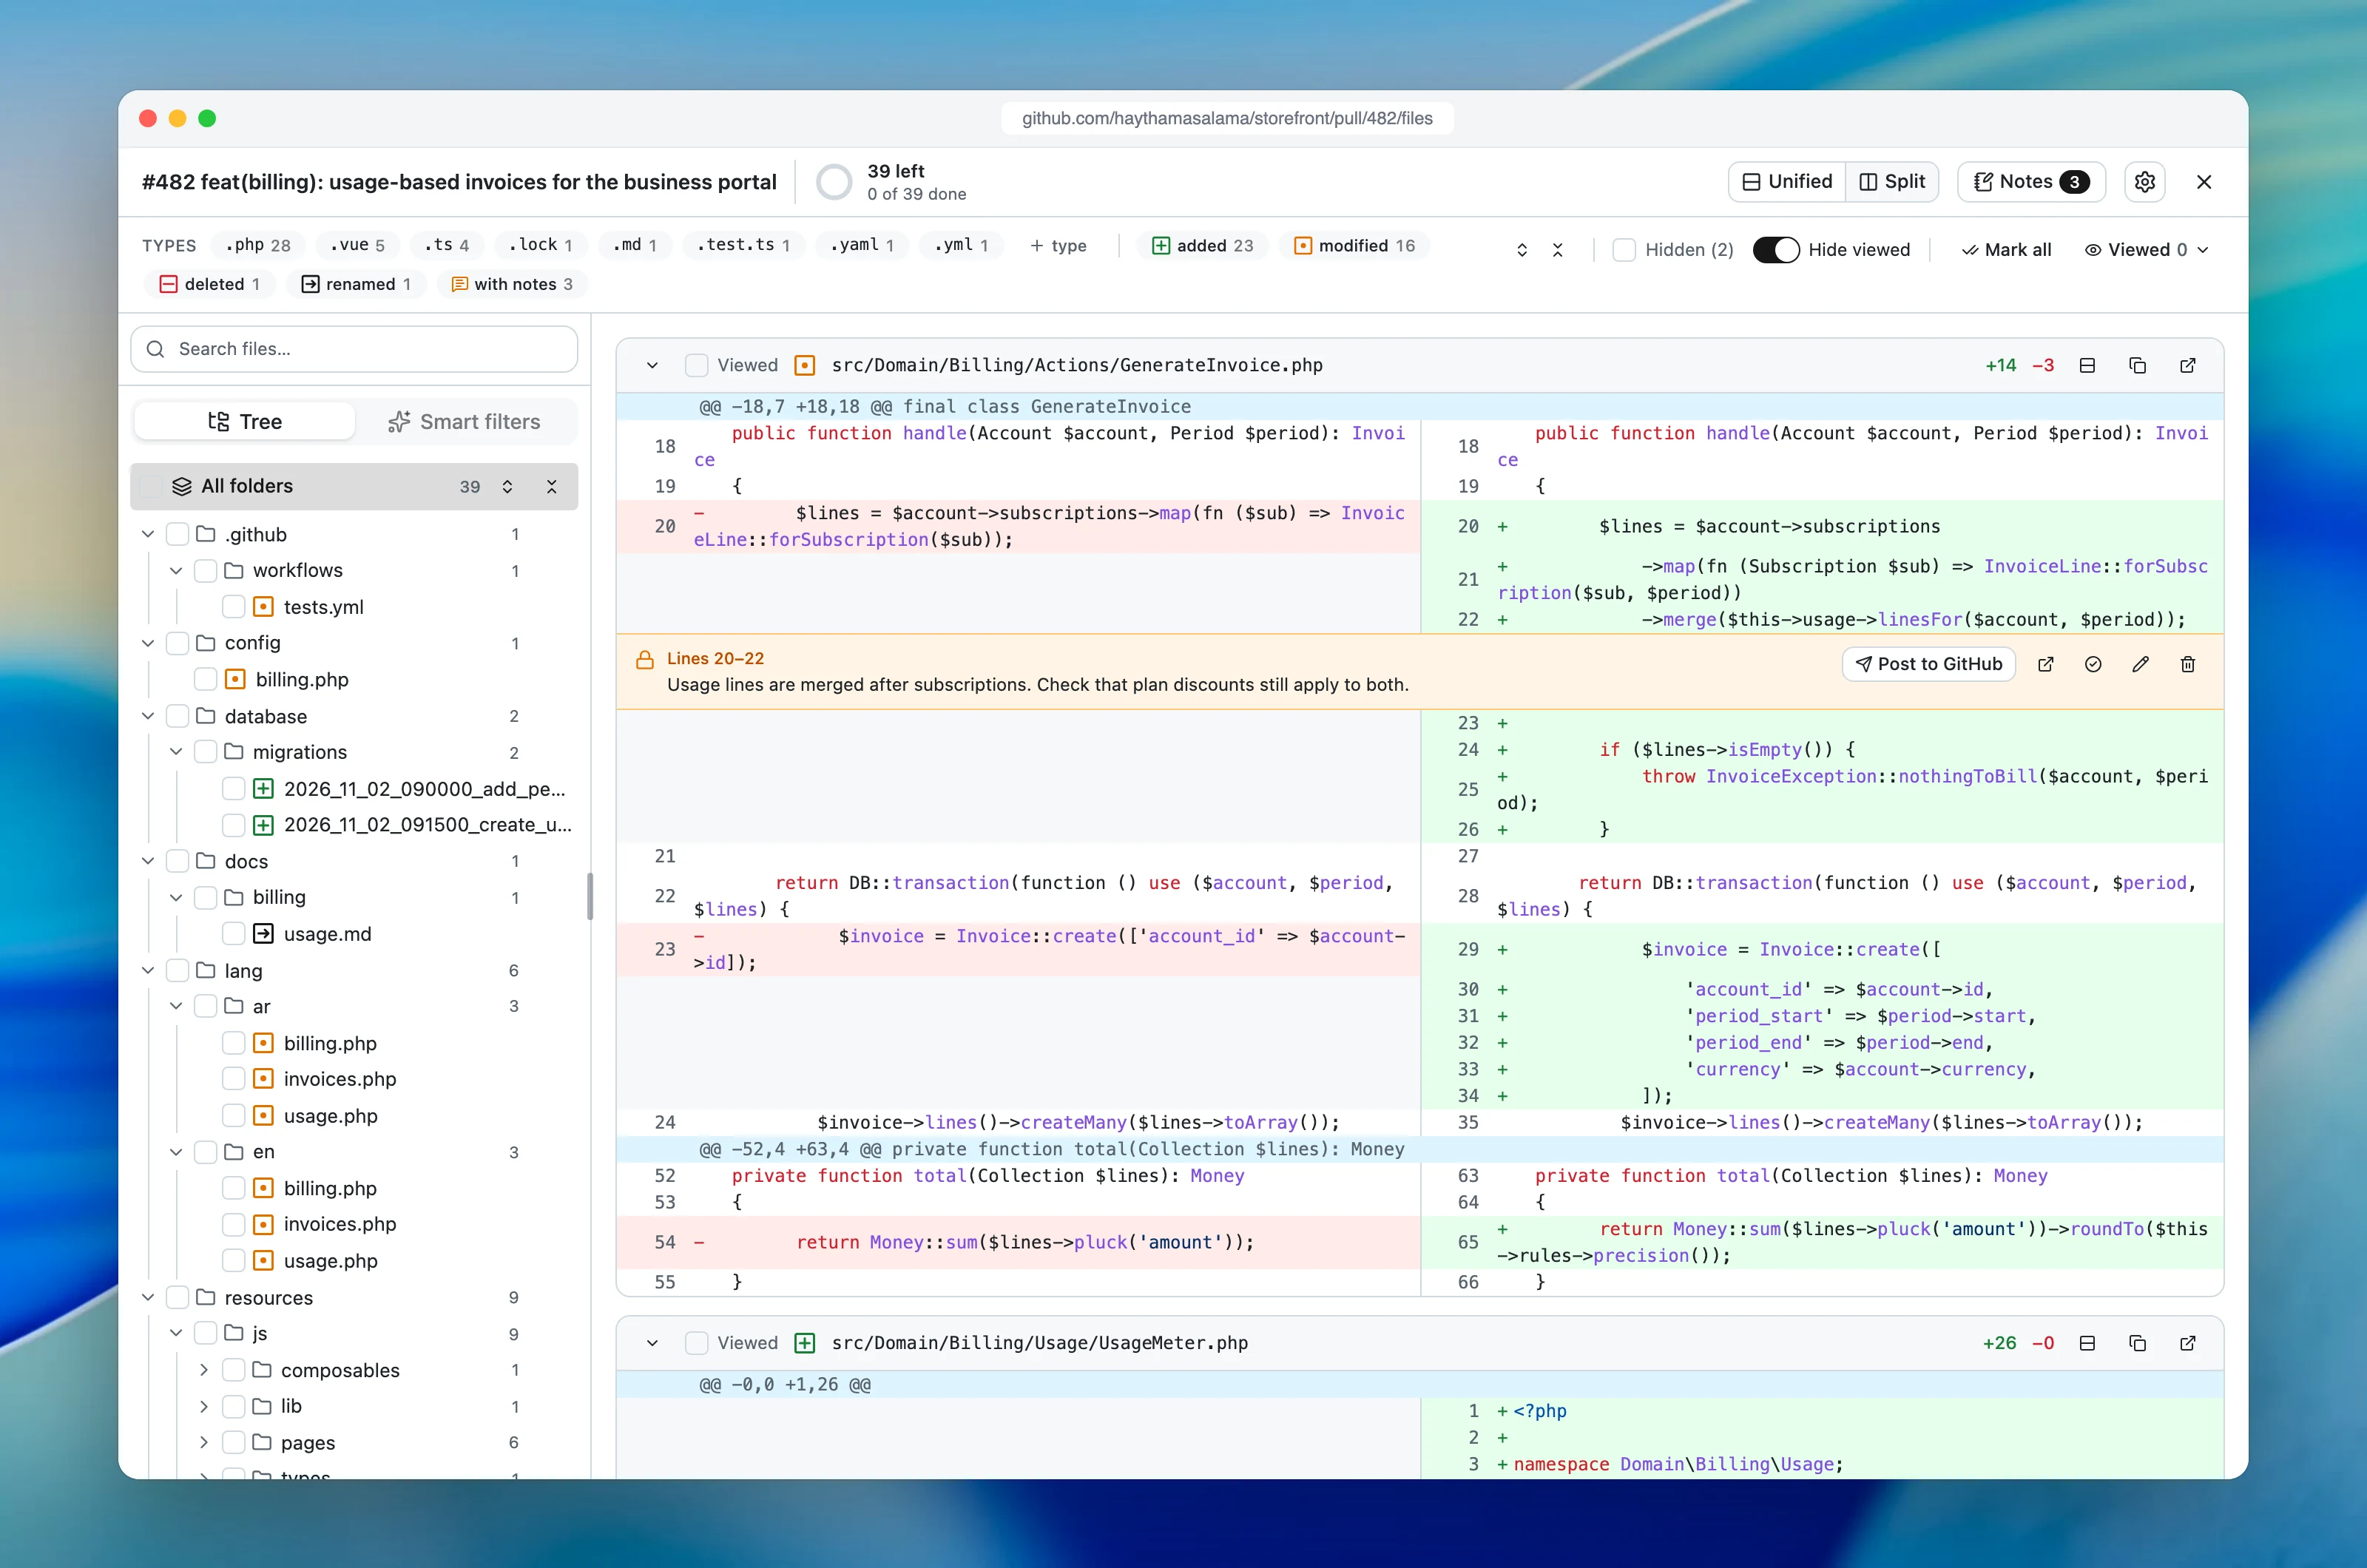 github.com/haythamasalama/storefront/pull/482/files
#482 feat(billing): usage-based invoices for the business portal
39 left
0 of 39 done
Unified
Split
Notes 3
TYPES .php 28 .vue 5 .ts 4 .lock 1 .md 1 .test.ts 1 .yaml 1 .yml 1 + type added 23 modified 16
Hidden (2) Hide viewed Mark all Viewed 0
deleted 1 renamed 1 with notes 3
Search files...
Tree
Smart filters
All folders 39
.github 1
workflows 1
tests.yml
config 1
billing.php
database 2
migrations 2
2026_11_02_090000_add_pe...
2026_11_02_091500_create_u...
docs 1
billing 1
usage.md
lang 6
ar 3
billing.php
invoices.php
usage.php
en 3
billing.php
invoices.php
usage.php
resources 9
js 9
composables 1
lib 1
pages 6
types 1
Viewed src/Domain/Billing/Actions/GenerateInvoice.php +14 −3
@@ −18,7 +18,18 @@ final class GenerateInvoice
18 public function handle(Account $account, Period $period): Invoi
ce
19 {
20 − $lines = $account->subscriptions->map(fn ($sub) => Invoic
eLine::forSubscription($sub));
18 public function handle(Account $account, Period $period): Invoi
ce
19 {
20 + $lines = $account->subscriptions
21 + ->map(fn (Subscription $sub) => InvoiceLine::forSubsc
ription($sub, $period))
22 + ->merge($this->usage->linesFor($account, $period));
Lines 20–22
Usage lines are merged after subscriptions. Check that plan discounts still apply to both.
Post to GitHub
23 +
24 + if ($lines->isEmpty()) {
25 + throw InvoiceException::nothingToBill($account, $peri
od);
26 + }
21
22 return DB::transaction(function () use ($account, $period,
$lines) {
23 − $invoice = Invoice::create(['account_id' => $account-
>id]);
24 $invoice->lines()->createMany($lines->toArray());
27
28 return DB::transaction(function () use ($account, $period,
$lines) {
29 + $invoice = Invoice::create([
30 + 'account_id' => $account->id,
31 + 'period_start' => $period->start,
32 + 'period_end' => $period->end,
33 + 'currency' => $account->currency,
34 + ]);
35 $invoice->lines()->createMany($lines->toArray());
@@ −52,4 +63,4 @@ private function total(Collection $lines): Money
52 private function total(Collection $lines): Money
53 {
54 − return Money::sum($lines->pluck('amount'));
55 }
63 private function total(Collection $lines): Money
64 {
65 + return Money::sum($lines->pluck('amount'))->roundTo($this
->rules->precision());
66 }
Viewed src/Domain/Billing/Usage/UsageMeter.php +26 −0
@@ −0,0 +1,26 @@
1 + <?php
2 +
3 + namespace Domain\Billing\Usage;